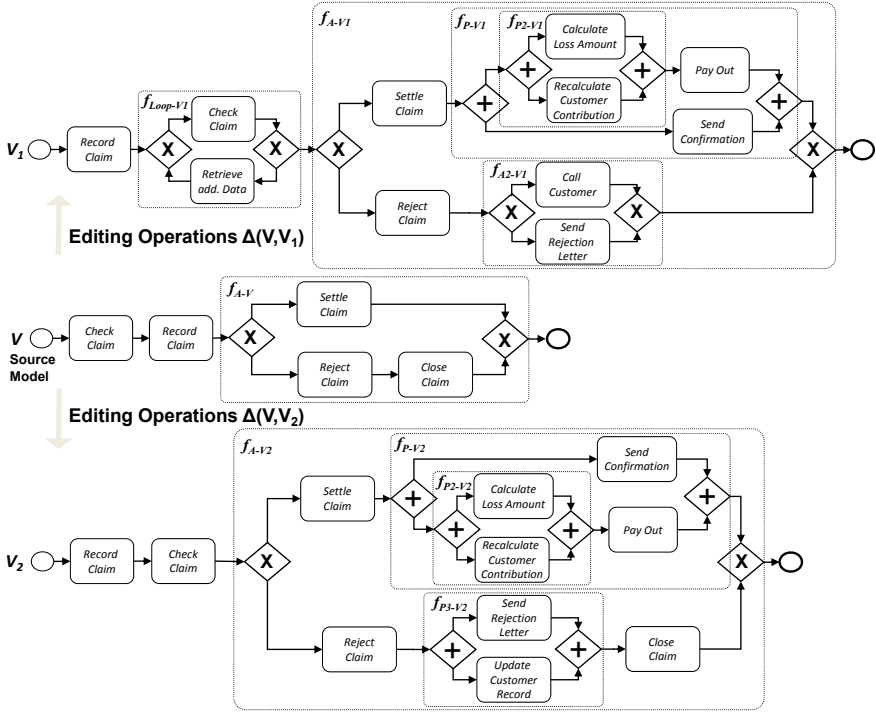 f_A-V1
f_P-V1
f_P2-V1
Calculate
Loss Amount
Recalculate
Customer
Contribution
Pay Out
Settle
Claim
Send
Confirmation
f_Loop-V1
Check
Claim
Retrieve
add. Data
V1
Record
Claim
X
X
X
+
+
+
+
X
f_A2-V1
Call
Customer
Reject
Claim
X
X
Send
Rejection
Letter
Editing Operations Δ(V,V1)
f_A-V
Settle
Claim
V
Source
Model
Check
Claim
Record
Claim
X
X
Reject
Claim
Close
Claim
Editing Operations Δ(V,V2)
f_A-V2
f_P-V2
Send
Confirmation
f_P2-V2
Settle
Claim
+
+
Calculate
Loss Amount
+
+
Pay Out
Recalculate
Customer
Contribution
V2
Record
Claim
Check
Claim
X
X
f_P3-V2
Send
Rejection
Letter
Reject
Claim
+
+
Close
Claim
Update
Customer
Record